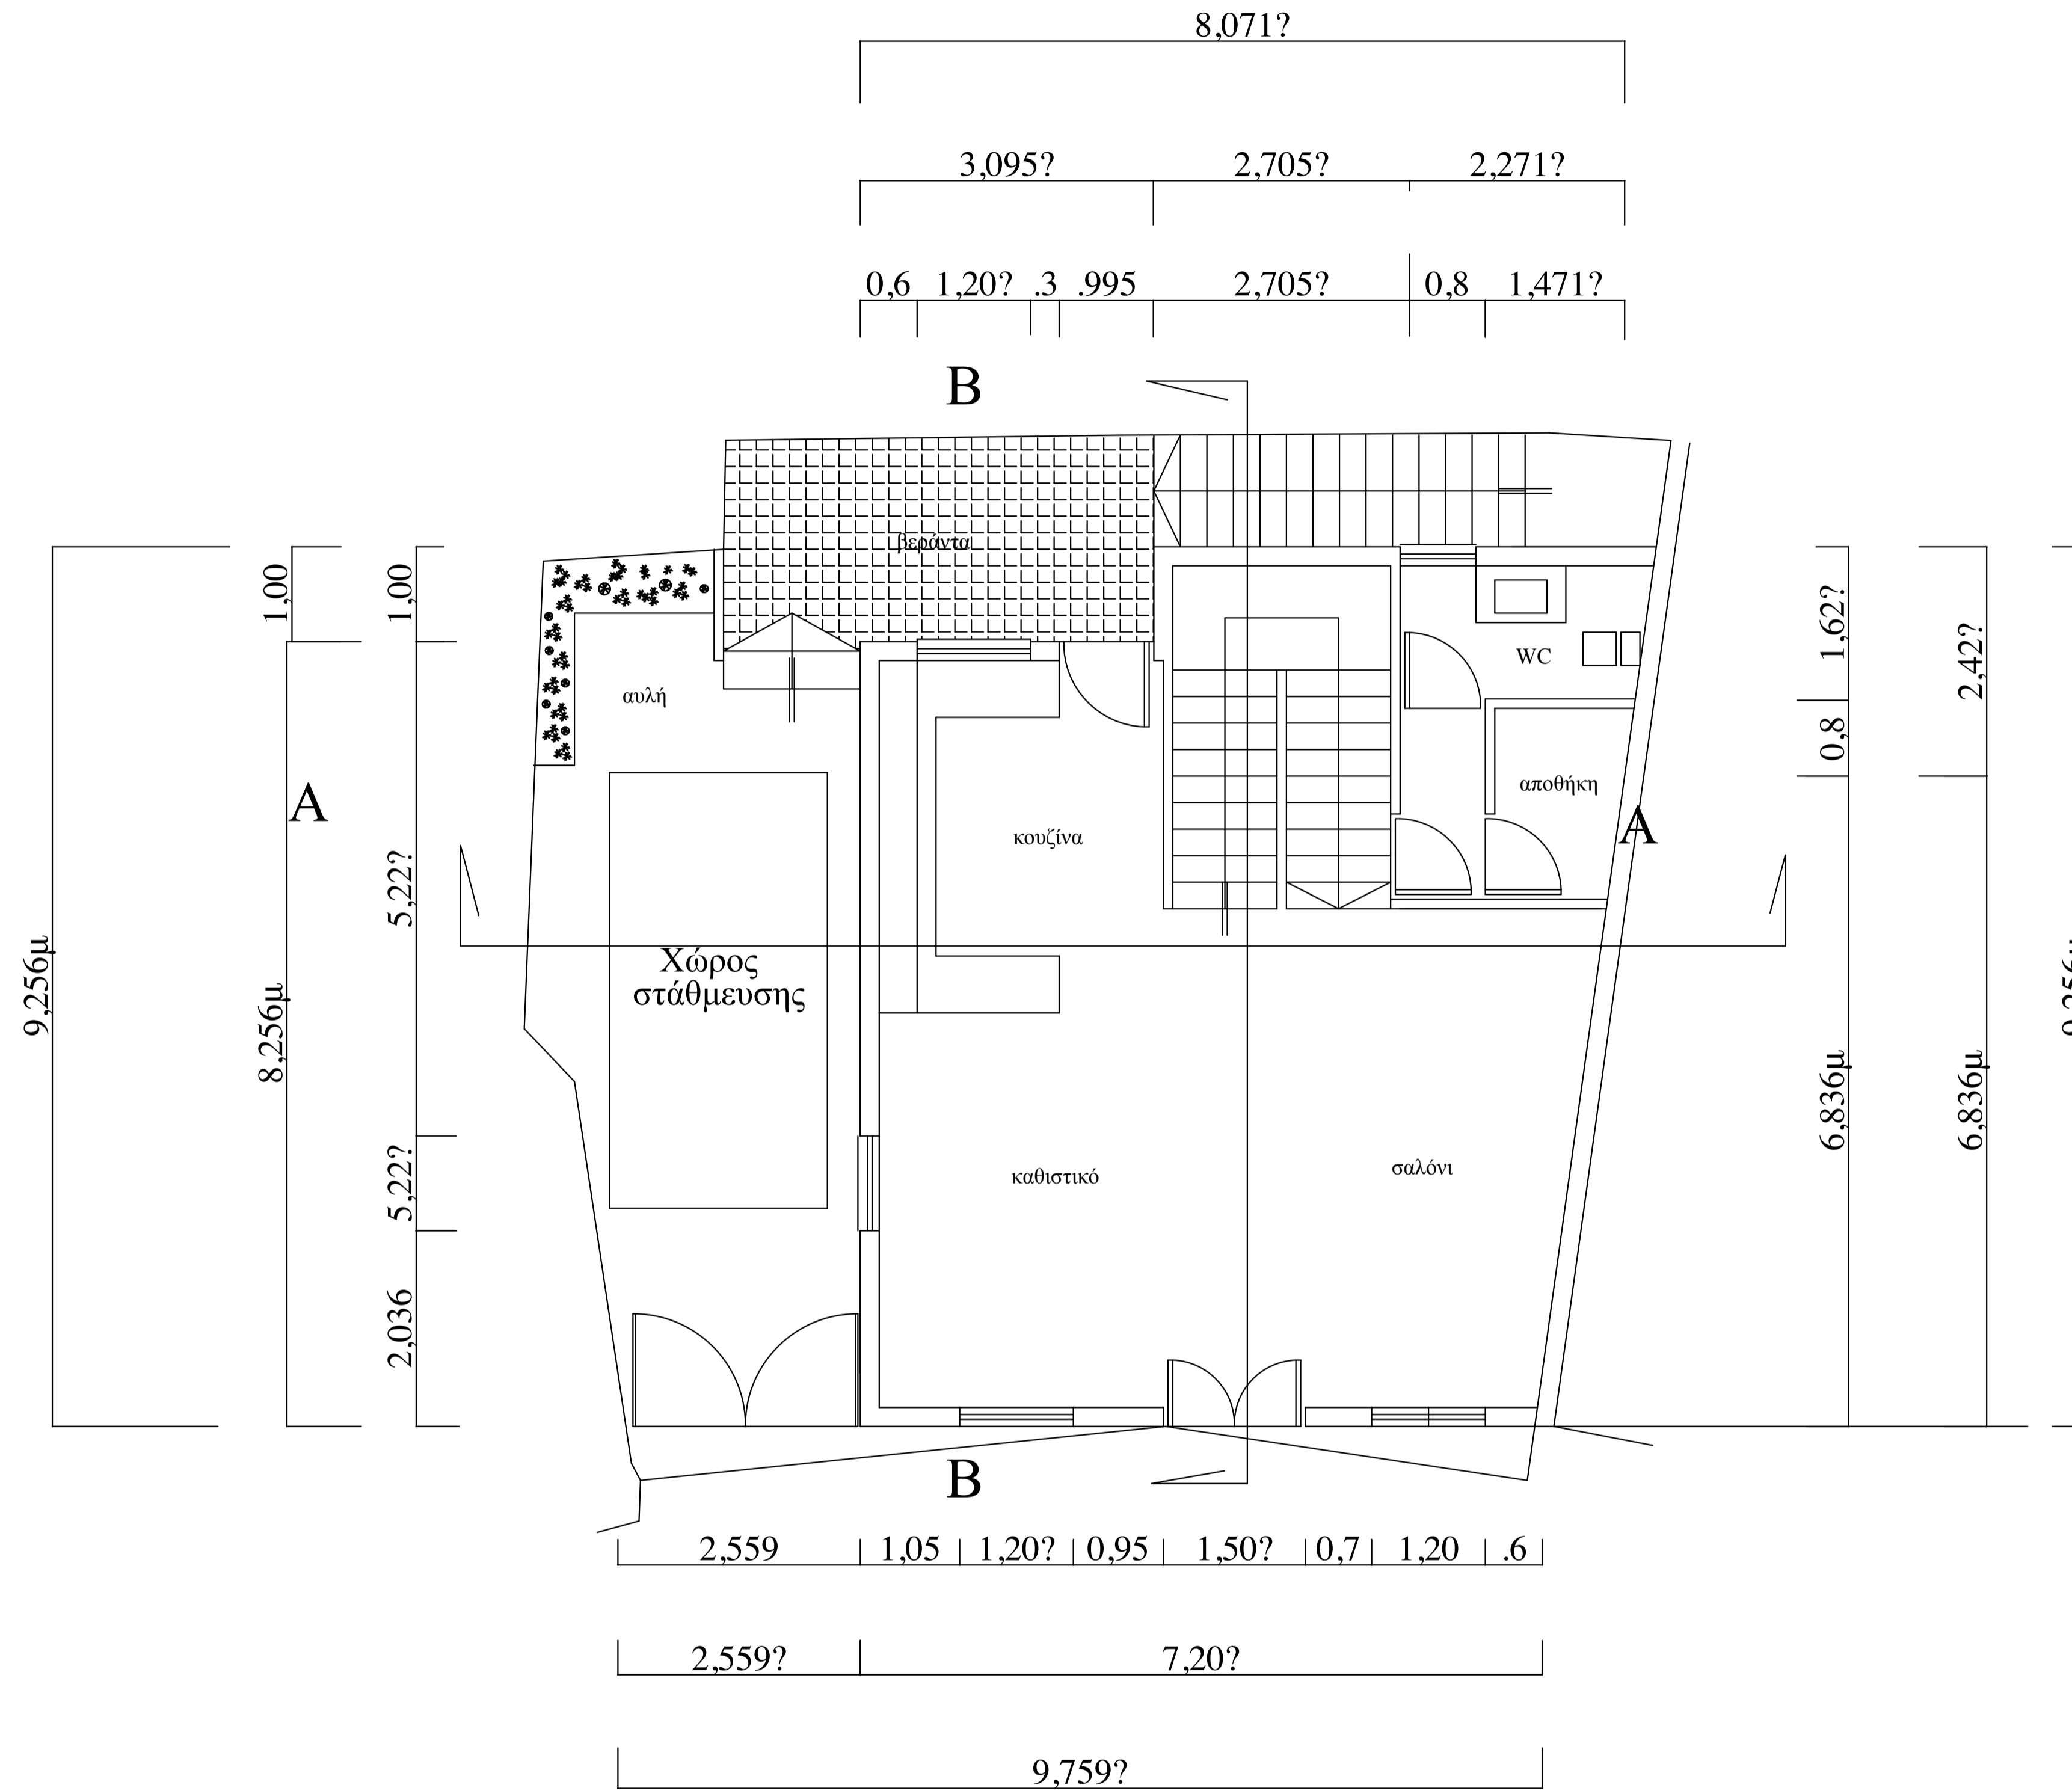 8,071?
3,095? 2,705? 2,271?
0,6 1,20? .3 .995 2,705? 0,8 1,471?
B
βεράντα
1,00
1,00
1,62?
2,42?
WC
αυλή
0,8
αποθήκη
A
A
κουζίνα
5,22?
Χώρος
στάθμευσης
9,256μ
8,256μ
6,836μ
6,836μ
5,22?
καθιστικό
σαλόνι
2,036
B
2,559 1,05 1,20? 0,95 1,50? 0,7 1,20 .6
2,559? 7,20?
9,759?